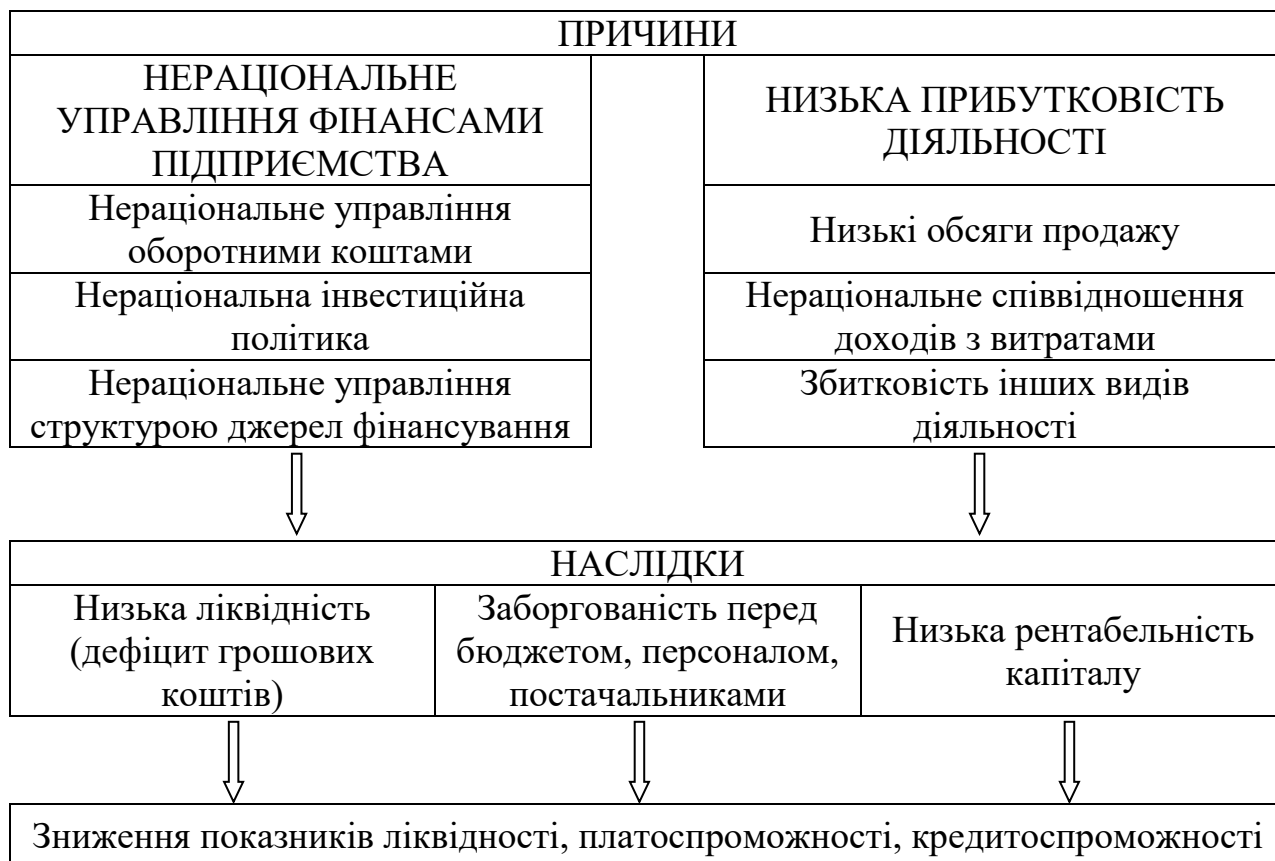 ПРИЧИНИ
НЕРАЦІОНАЛЬНЕ
УПРАВЛІННЯ ФІНАНСАМИ
ПІДПРИЄМСТВА
НИЗЬКА ПРИБУТКОВІСТЬ
ДІЯЛЬНОСТІ
Нераціональне управління
оборотними коштами
Низькі обсяги продажу
Нераціональна інвестиційна
політика
Нераціональне співвідношення
доходів з витратами
Нераціональне управління
структурою джерел фінансування
Збитковість інших видів
діяльності
НАСЛІДКИ
Низька ліквідність
(дефіцит грошових
коштів)
Заборгованість перед
бюджетом, персоналом,
постачальниками
Низька рентабельність
капіталу
Зниження показників ліквідності, платоспроможності, кредитоспроможності